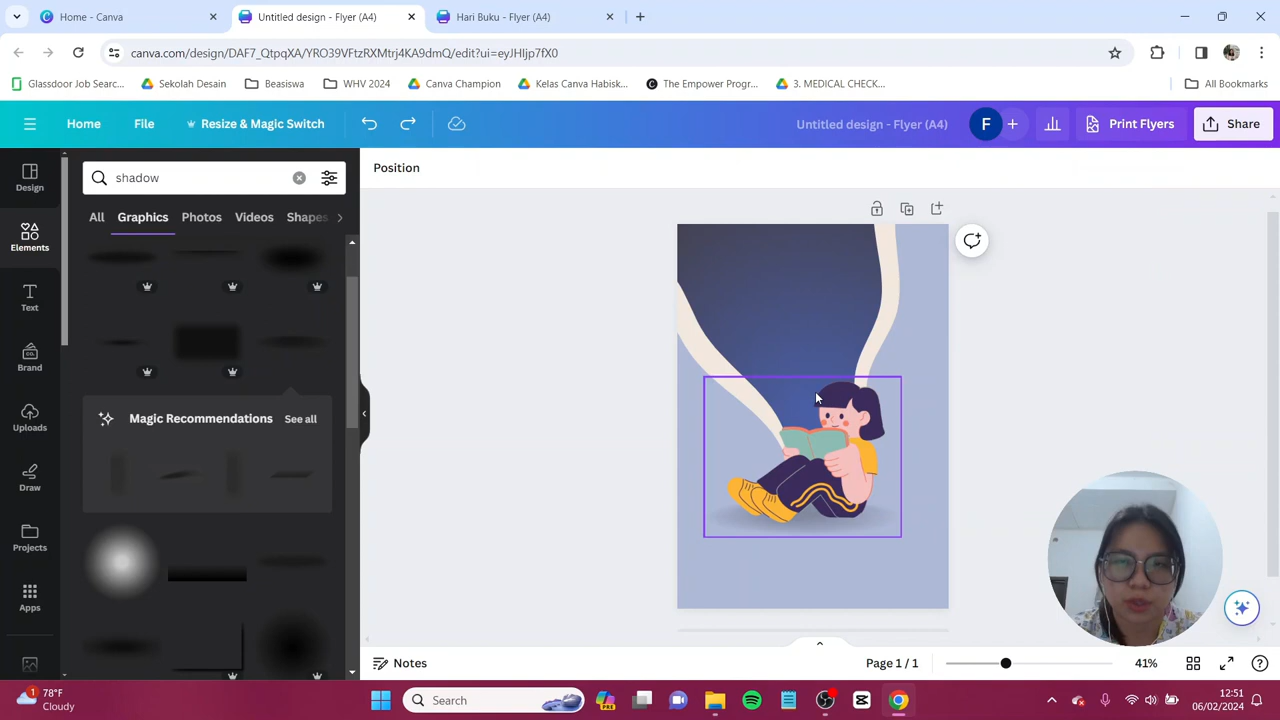 Home - Canva
Untitled design - Flyer (A4)
Hari Buku - Flyer (A4)
canva.com/design/DAF7_QtpqXA/YRO39VFtzRXMtrj4KA9dmQ/edit?ui=eyJHIjp7fX0
Glassdoor Job Searc...
Sekolah Desain
Beasiswa
WHV 2024
Canva Champion
Kelas Canva Habisk...
The Empower Progr...
3. MEDICAL CHECK...
All Bookmarks
Home
File
Resize & Magic Switch
Untitled design - Flyer (A4)
F
Print Flyers
Share
Design
Elements
Text
Brand
Uploads
Draw
Projects
Apps
shadow
All
Graphics
Photos
Videos
Shapes
Magic Recommendations
See all
Position
Notes
Page 1 / 1
41%
1
78°F
Cloudy
Search
PRE
12:51
06/02/2024